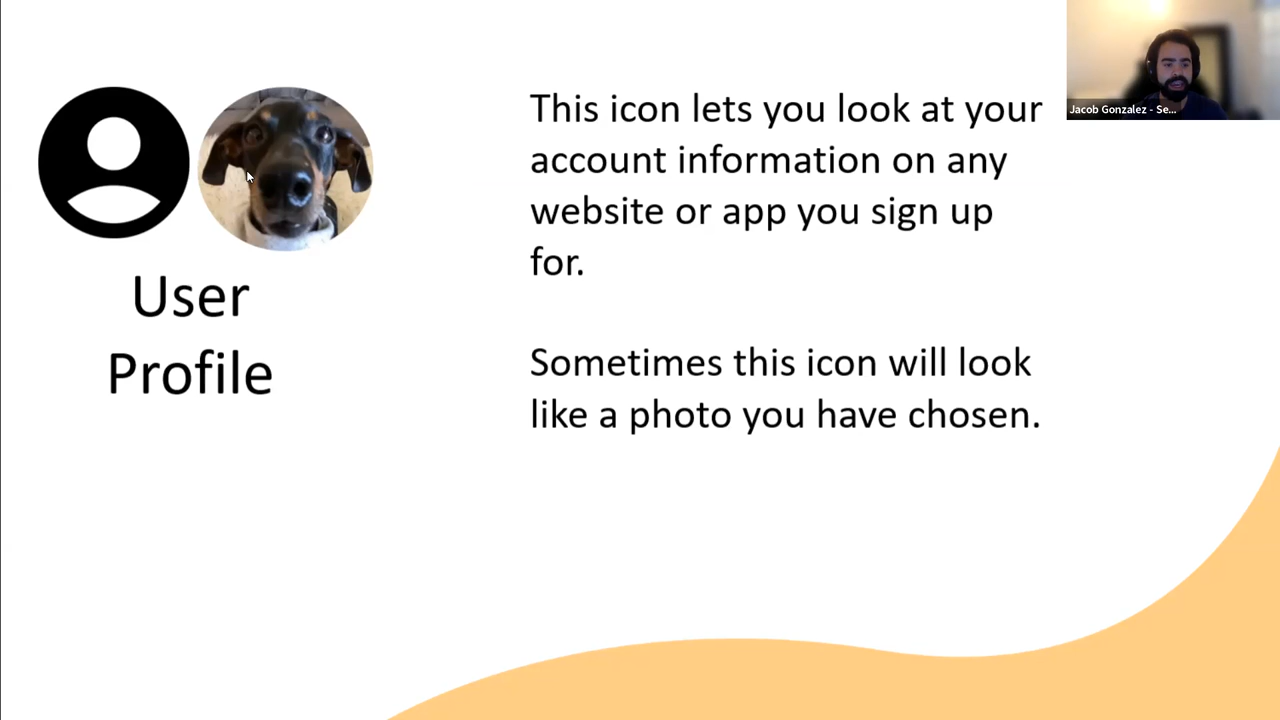 This icon lets you look at your
account information on any
website or app you sign up
for.
Sometimes this icon will look
like a photo you have chosen.
User
Profile
Jacob Gonzalez - Se...